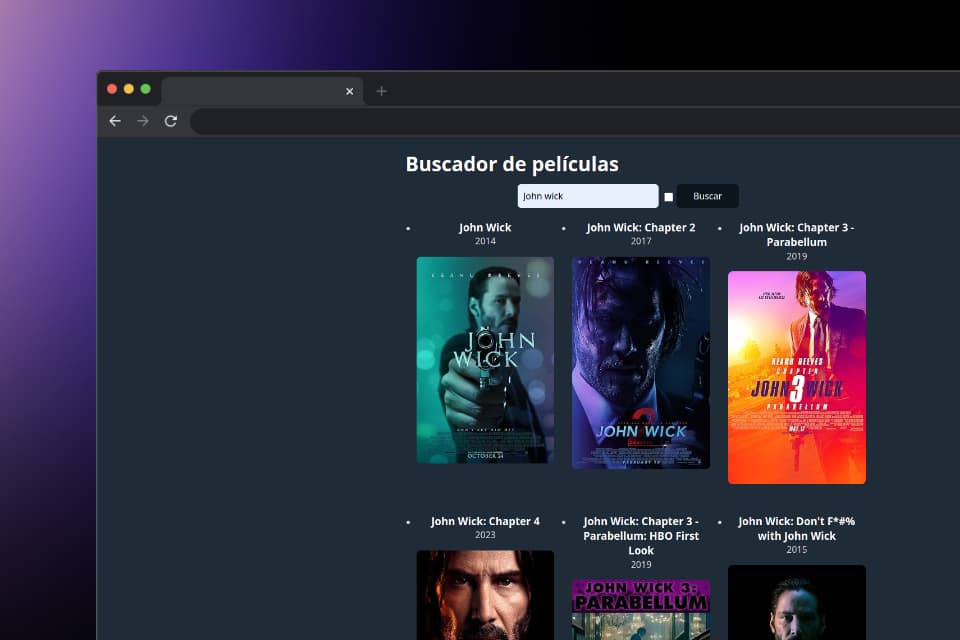 Buscador de películas
John wick
Buscar
John Wick
2014
John Wick: Chapter 2
2017
John Wick: Chapter 3 -
Parabellum
2019
KEANU REEVES
JOHN
WICK
OCTOBER 24
KEANU REEVES
2
JOHN WICK
FEBRUARY 10
KEANU REEVES
CHAPTER
JOHN 3 WICK
PARABELLUM
MAY 17
John Wick: Chapter 4
2023
John Wick: Chapter 3 -
Parabellum: HBO First
Look
2019
John Wick: Don't F*#%
with John Wick
2015
JOHN WICK 3:
PARABELLUM